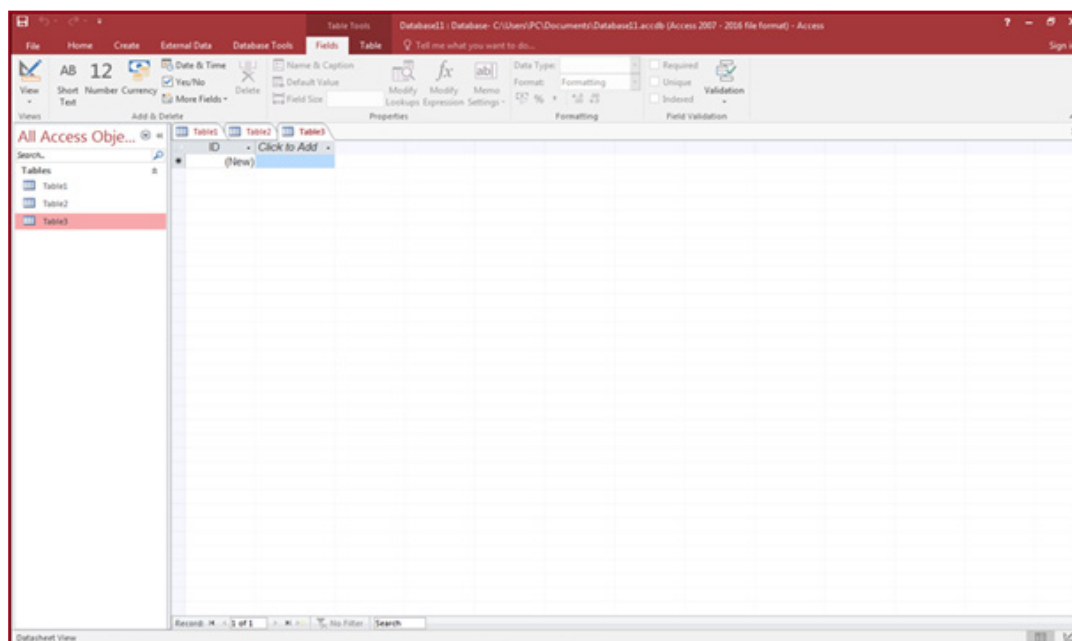 Table Tools Database11 : Database- C:\Users\PC\Documents\Database11.accdb (Access 2007 - 2016 file format) - Access ?
File Home Create External Data Database Tools Fields Table Tell me what you want to do... Sign i
View Views
AB Short Text 12 Number Currency Date & Time Yes/No More Fields Delete Add & Delete
Name & Caption Default Value Field Size Modify Lookups fx Modify Expression ab| Memo Settings Properties
Data Type: Format: Formatting % Formatting
Required Unique Indexed Validation Field Validation
All Access Obje... Table1 Table2 Table3
Search.. ID Click to Add
Tables (New)
Table1
Table2
Table3
Record: 1 of 1 No Filter Search
Datasheet View